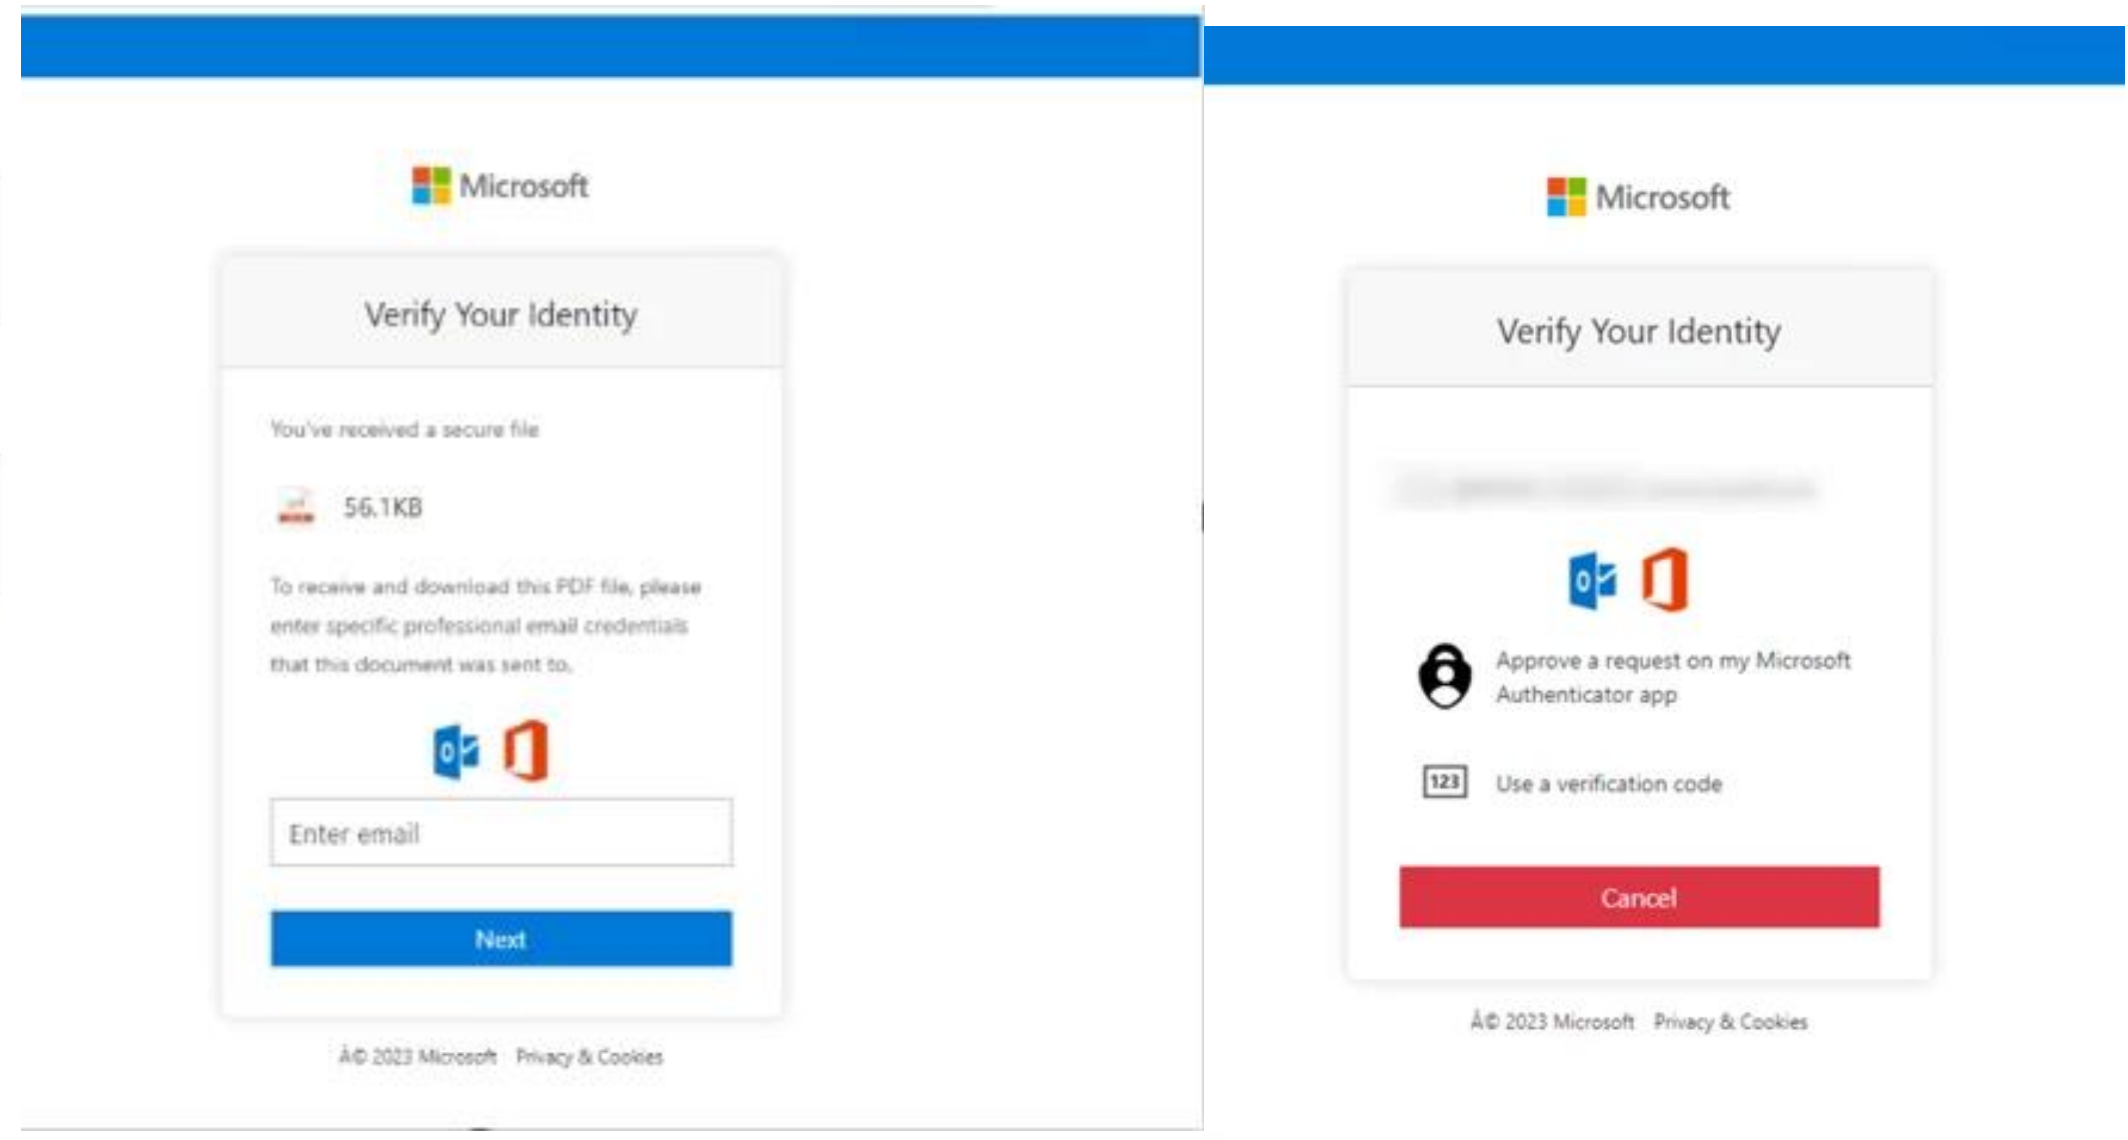 Microsoft
Verify Your Identity
You've received a secure file
56.1KB
To receive and download this PDF file, please
enter specific professional email credentials
that this document was sent to.
Enter email
Next
Â© 2023 Microsoft Privacy & Cookies
Microsoft
Verify Your Identity
Approve a request on my Microsoft
Authenticator app
123 Use a verification code
Cancel
Â© 2023 Microsoft Privacy & Cookies